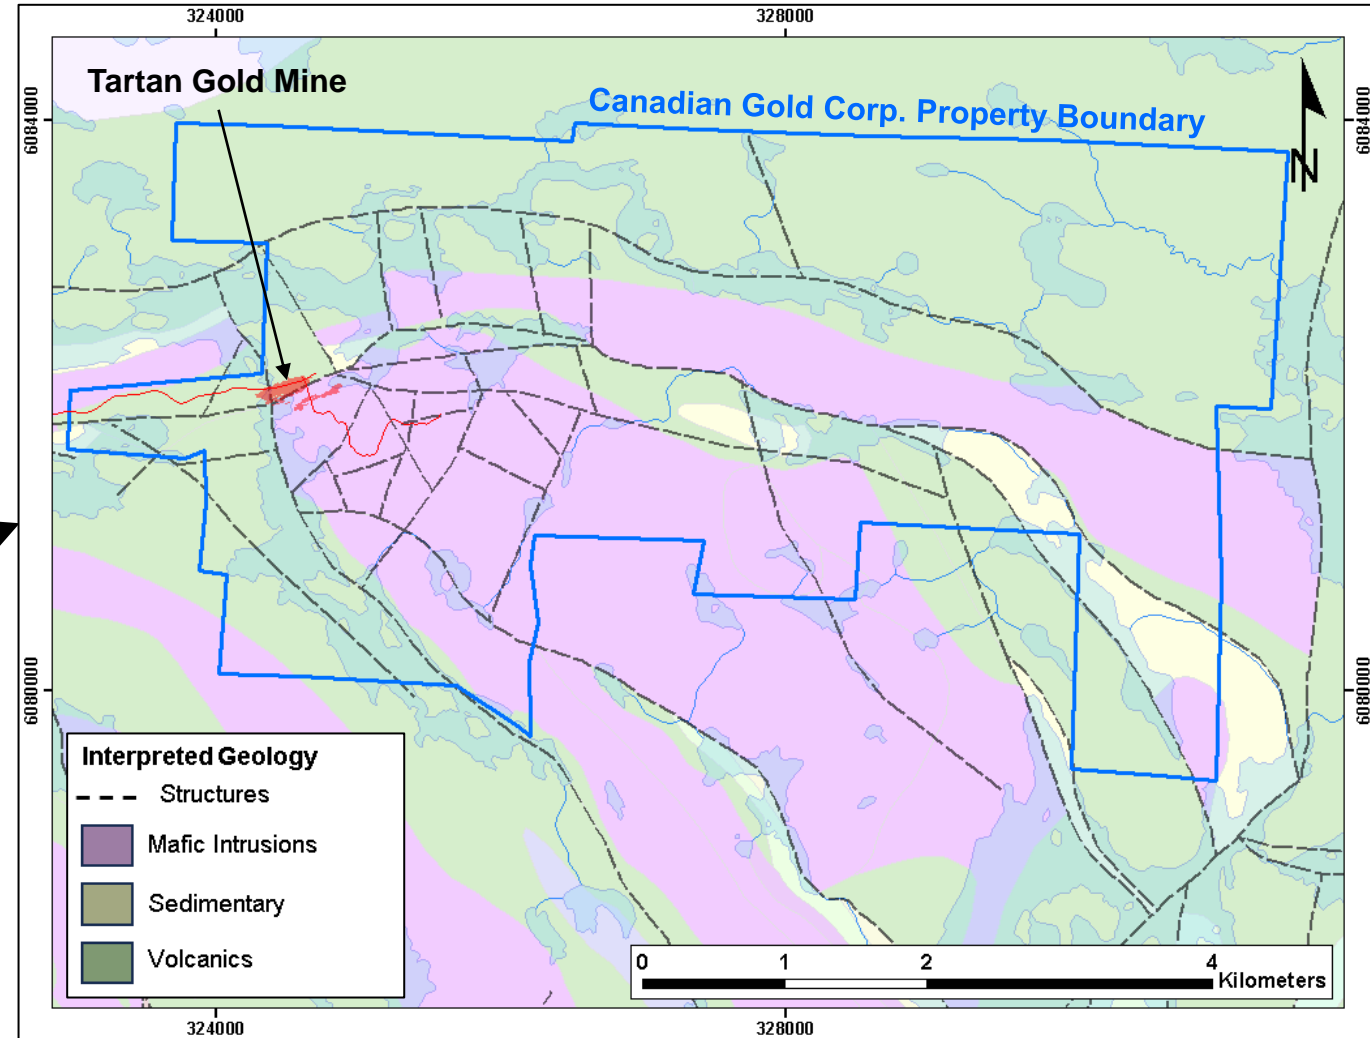 324000 328000
Tartan Gold Mine
Canadian Gold Corp. Property Boundary
6084000 6084000
N
6080000 6080000
Interpreted Geology
Structures
Mafic Intrusions
Sedimentary
Volcanics
0 1 2 4
Kilometers
324000 328000